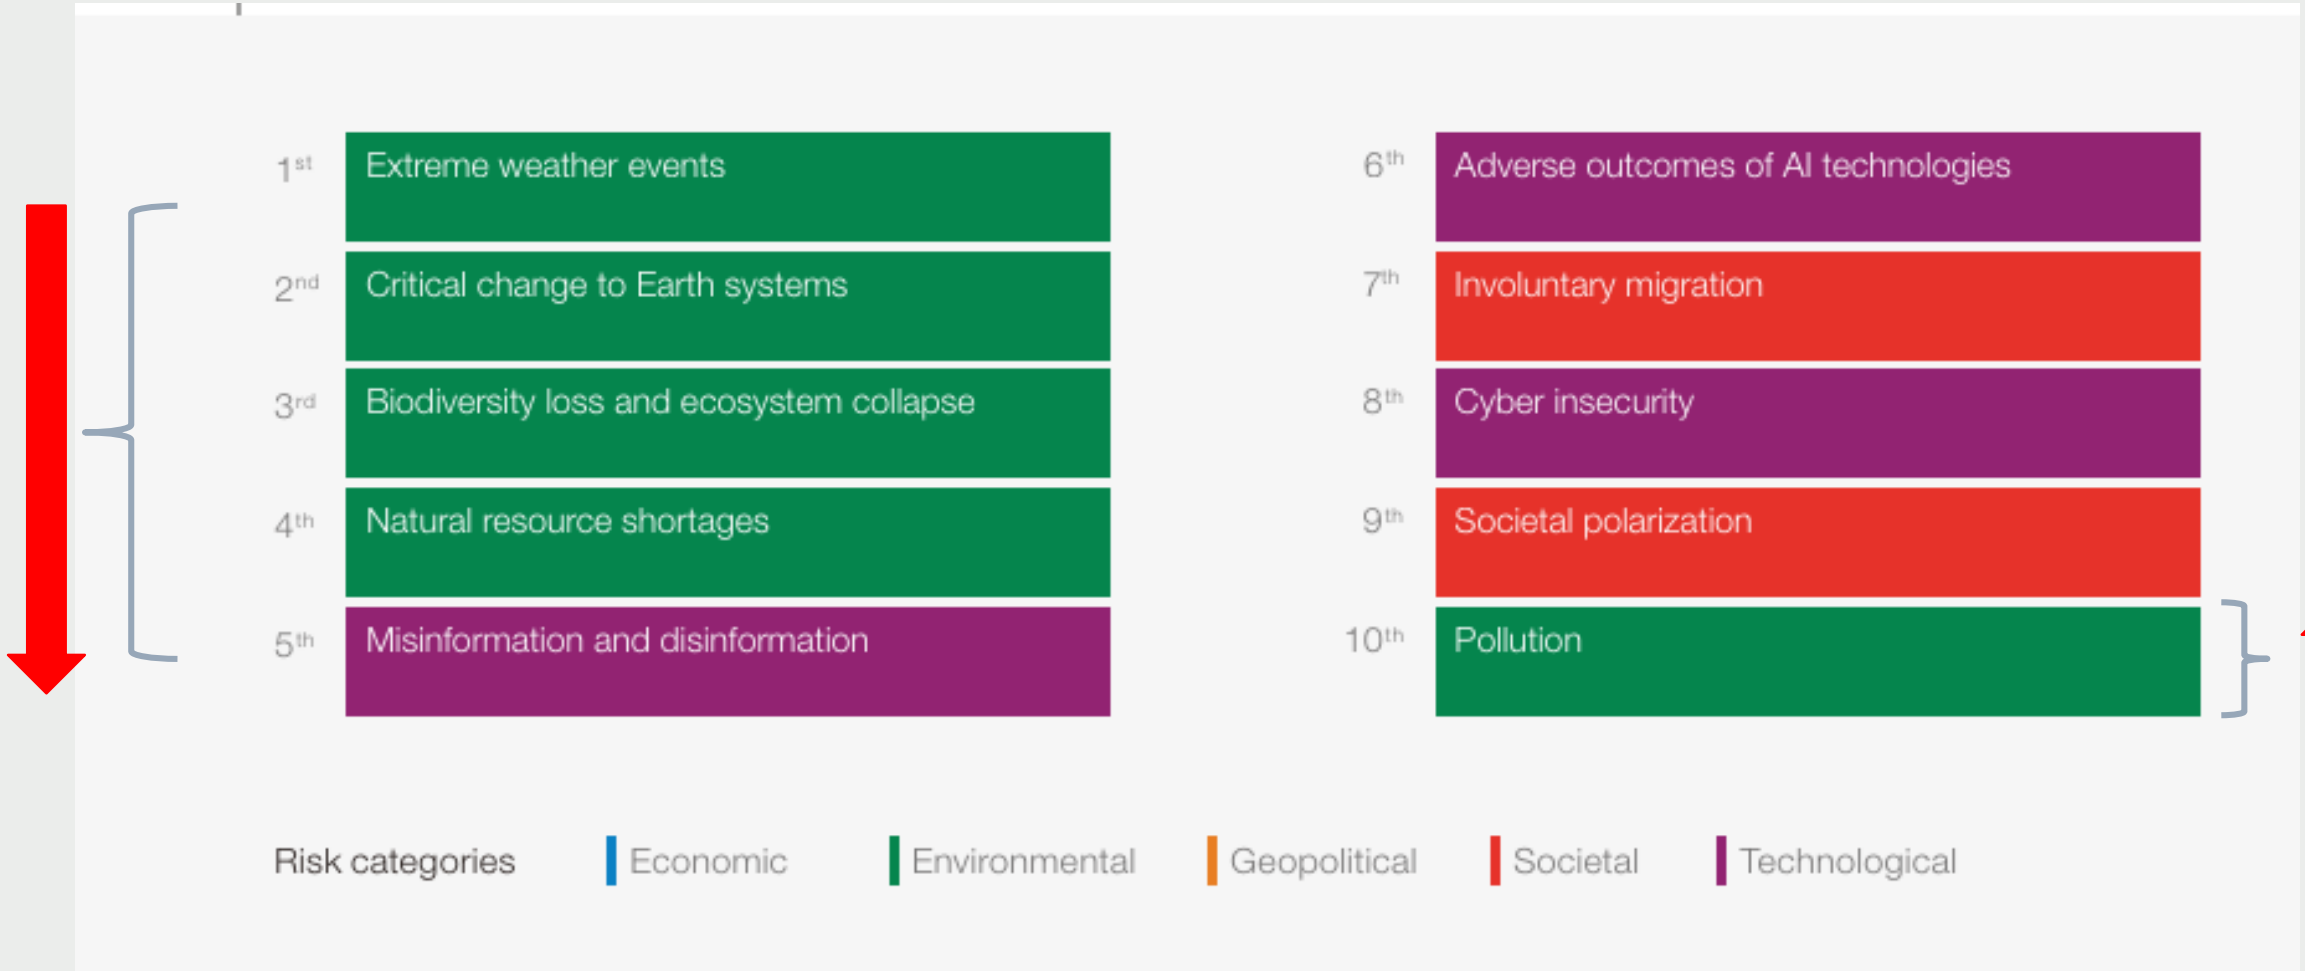 1st Extreme weather events
2nd Critical change to Earth systems
3rd Biodiversity loss and ecosystem collapse
4th Natural resource shortages
5th Misinformation and disinformation
6th Adverse outcomes of AI technologies
7th Involuntary migration
8th Cyber insecurity
9th Societal polarization
10th Pollution
Risk categories Economic Environmental Geopolitical Societal Technological